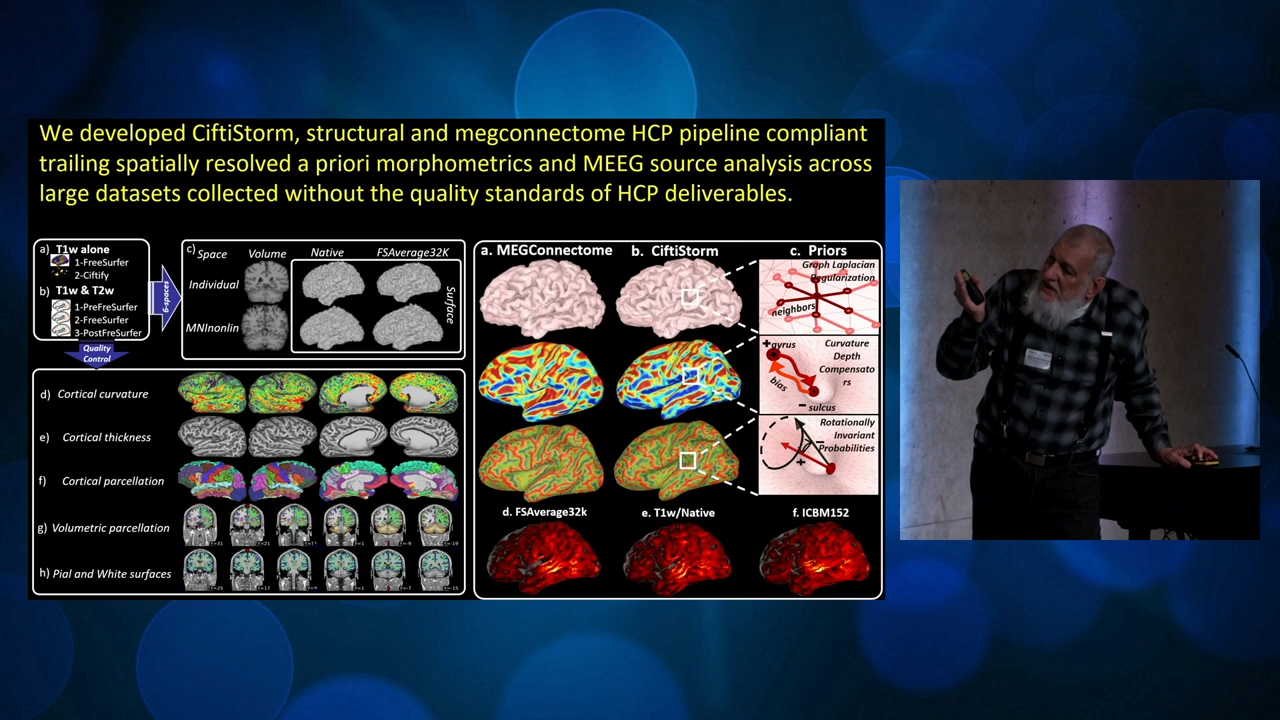 We developed CiftiStorm, structural and megconnectome HCP pipeline compliant
trailing spatially resolved a priori morphometrics and MEEG source analysis across
large datasets collected without the quality standards of HCP deliverables.
a) T1w alone
1-FreeSurfer
2-Ciftify
b) T1w & T2w
1-PreFreSurfer
2-FreeSurfer
3-PostFreSurfer
6-spaces
Quality
Control
c) Space Volume Native FSAverage32K
Individual
MNInonlin
Surface
d) Cortical curvature
e) Cortical thickness
f) Cortical parcellation
g) Volumetric parcellation
h) Pial and White surfaces
a. MEGConnectome b. CiftiStorm c. Priors
Graph Laplacian
Regularization
neighbors
+ gyrus
bias
− sulcus
Curvature
Depth
Compensato
rs
Rotationally
Invariant
Probabilities
−
+
d. FSAverage32k e. T1w/Native f. ICBM152